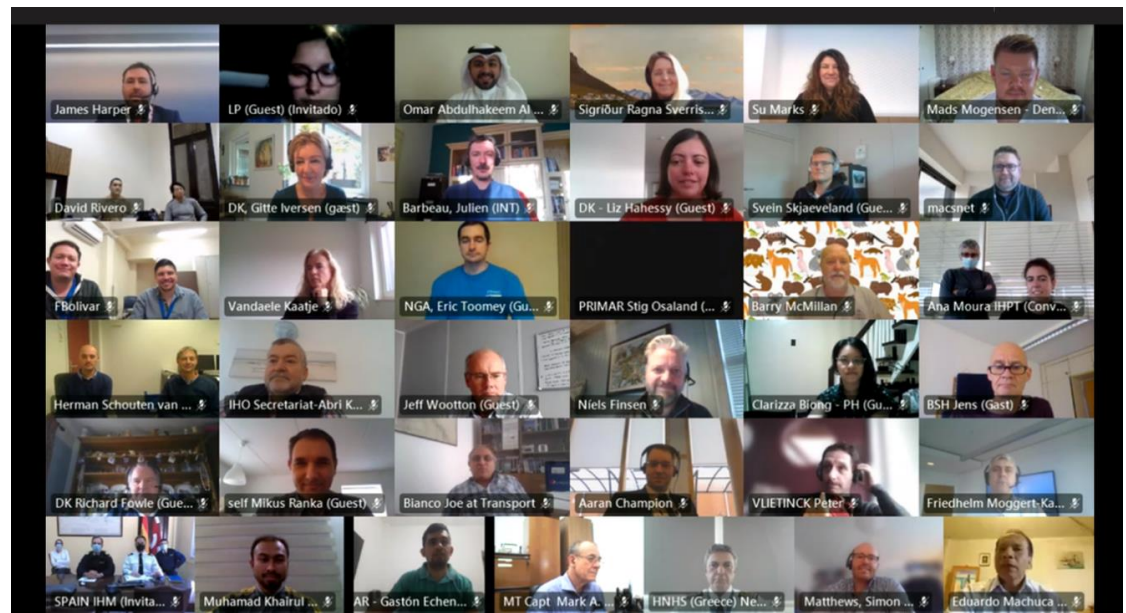 James Harper
LP (Guest) (Invitado)
Omar Abdulhakeem Al ...
Sigríður Ragna Sverris...
Su Marks
Mads Mogensen - Den...
David Rivero
DK, Gitte Iversen (gæst)
Barbeau, Julien (INT)
DK - Liz Hahessy (Guest)
Svein Skjaeveland (Gue...
macsnet
FBolivar
Vandaele Kaatje
NGA, Eric Toomey (Gu...
PRIMAR Stig Osaland (...
Barry McMillan
Ana Moura IHPT (Conv...
Herman Schouten van ...
IHO Secretariat-Abri K...
Jeff Wootton (Guest)
Níels Finsen
Clarizza Biong - PH (Gu...
BSH Jens (Gast)
DK Richard Fowle (Gue...
self Mikus Ranka (Guest)
Bianco Joe at Transport
Aaran Champion
VLIETINCK Peter
Friedhelm Moggert-Ka...
SPAIN IHM (Invita...
Muhamad Khairul ...
AR - Gastón Echen...
MT Capt Mark A. ...
HNHS (Greece) Ne...
Matthews, Simon ...
Eduardo Machuca ...